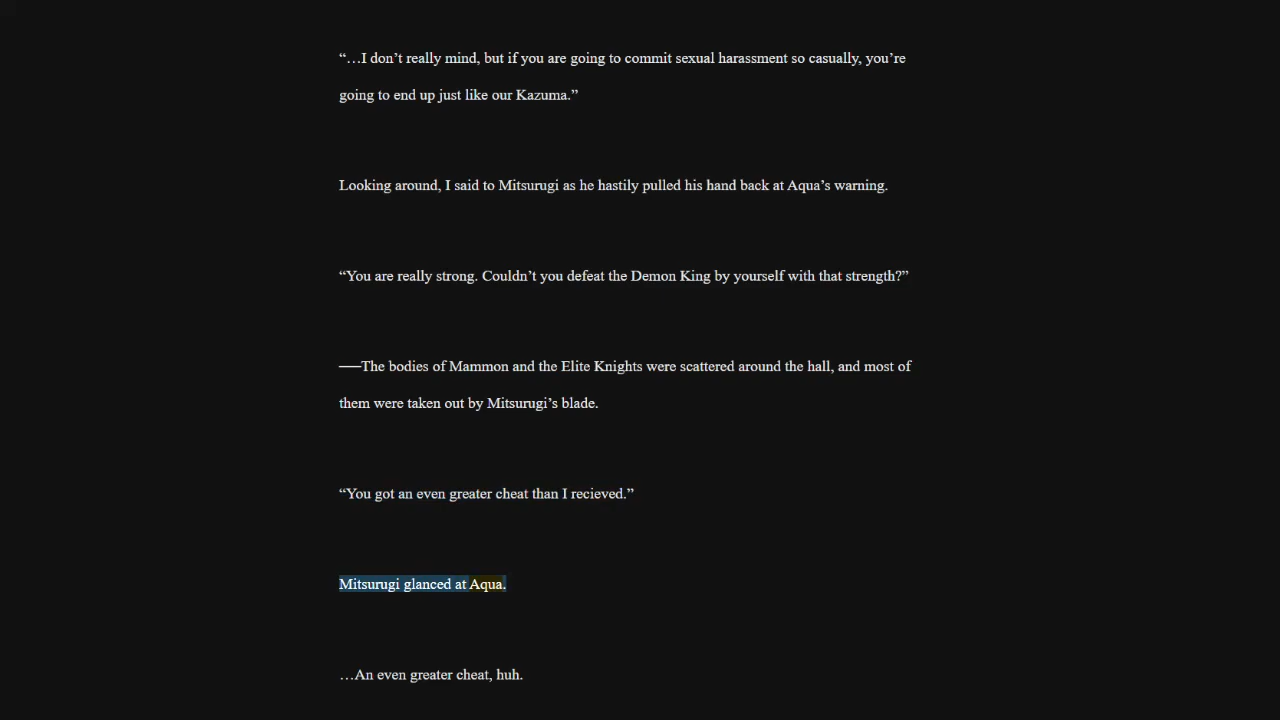 “…I don’t really mind, but if you are going to commit sexual harassment so casually, you’re
going to end up just like our Kazuma.”
Looking around, I said to Mitsurugi as he hastily pulled his hand back at Aqua’s warning.
“You are really strong. Couldn’t you defeat the Demon King by yourself with that strength?”
──The bodies of Mammon and the Elite Knights were scattered around the hall, and most of
them were taken out by Mitsurugi’s blade.
“You got an even greater cheat than I recieved.”
Mitsurugi glanced at Aqua.
…An even greater cheat, huh.